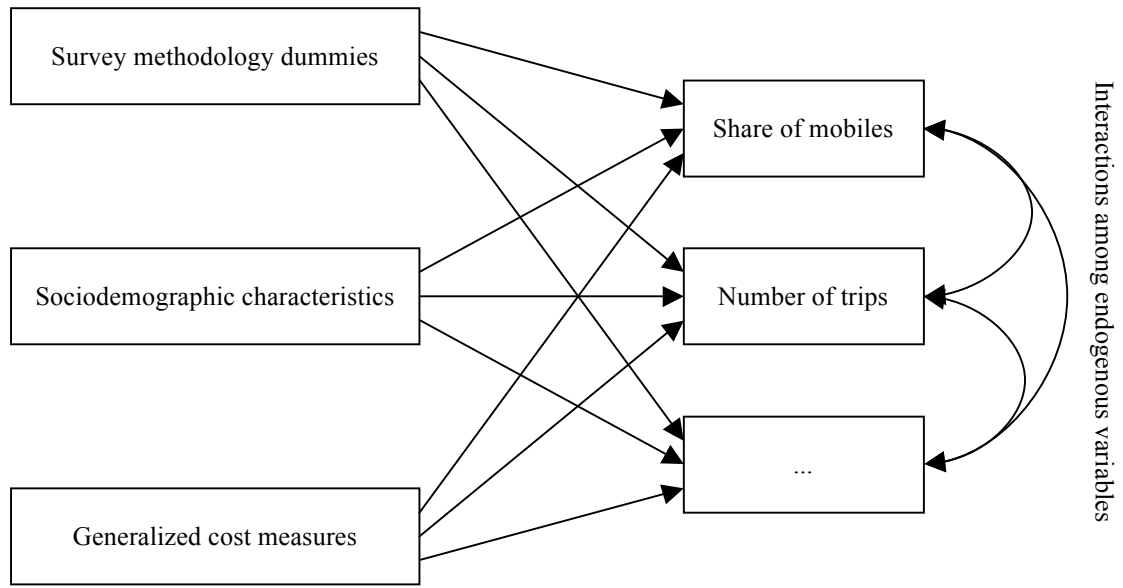 Survey methodology dummies
Share of mobiles
Sociodemographic characteristics
Number of trips
...
Generalized cost measures
Interactions among endogenous variables